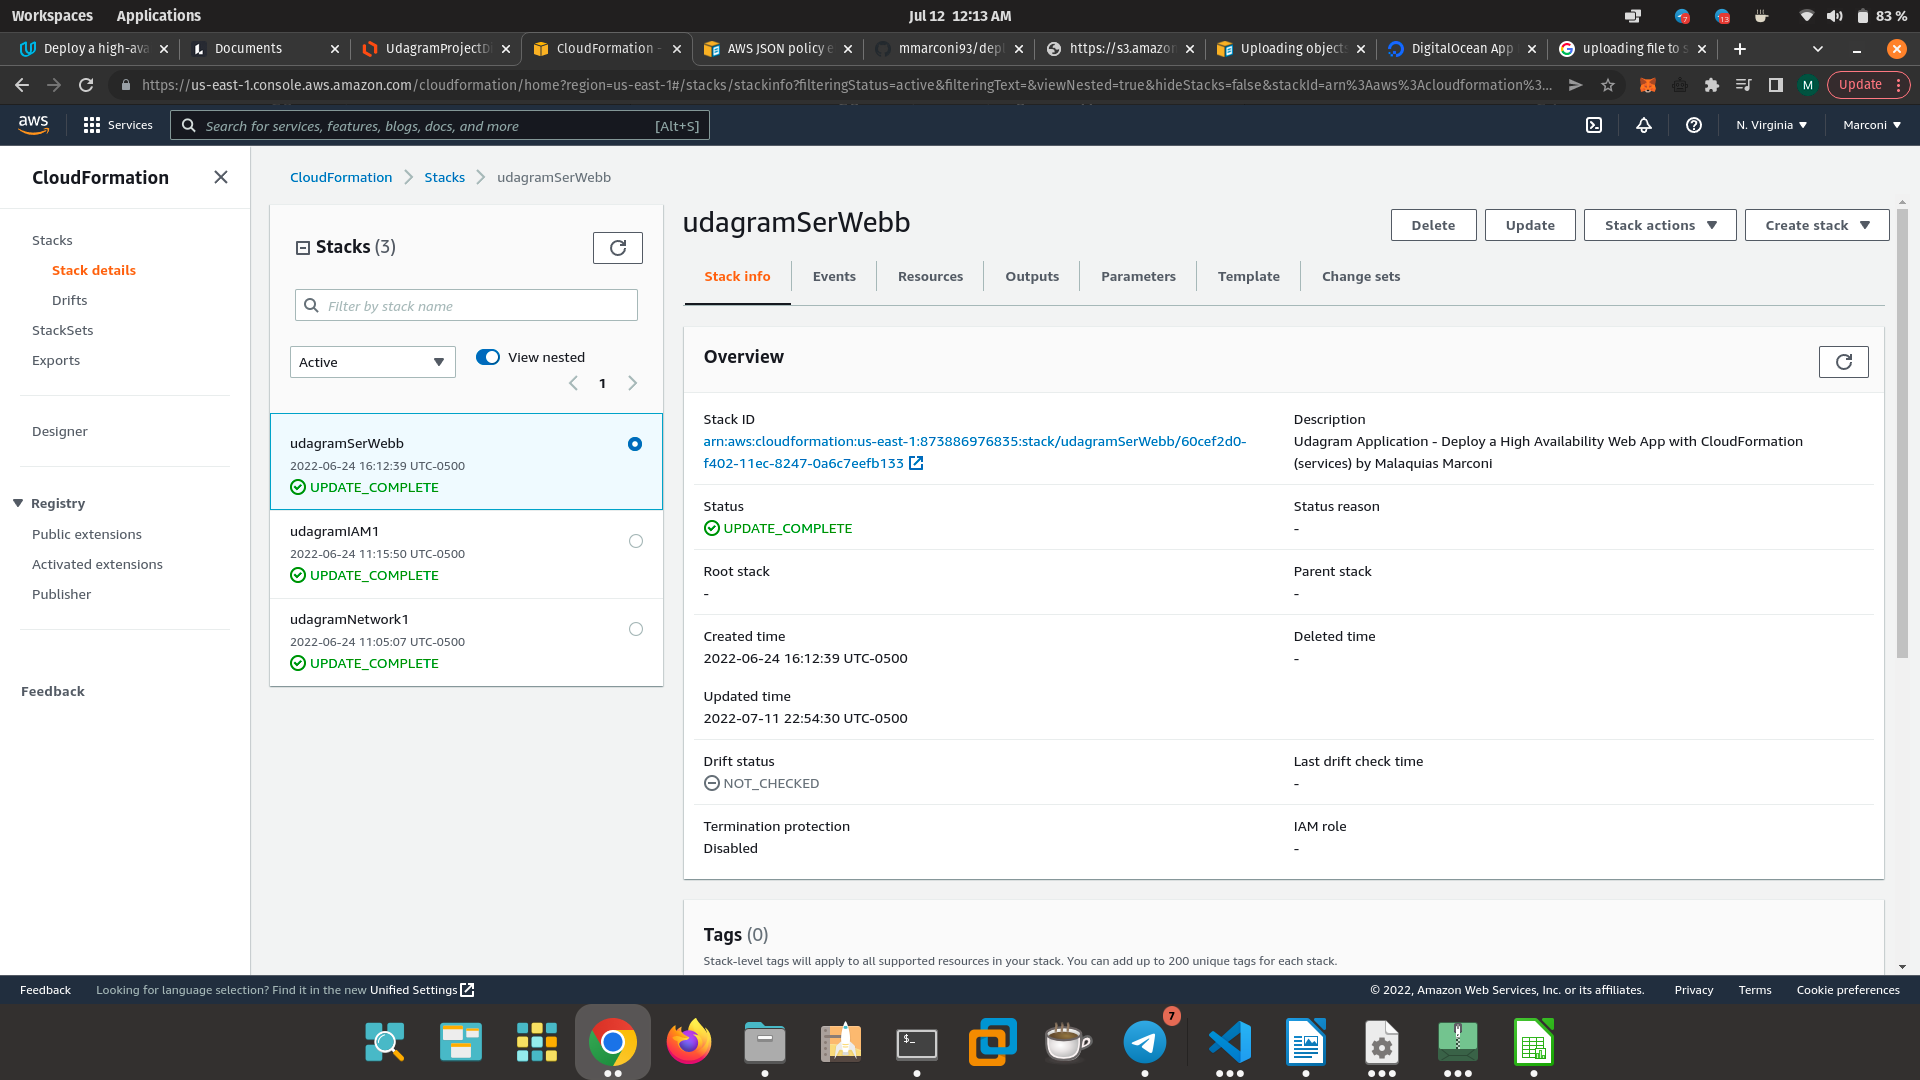 Workspaces Applications Jul 12 12:13 AM 83 %
Deploy a high-ava Documents UdagramProjectDi CloudFormation - AWS JSON policy e mmarconi93/depl https://s3.amazon Uploading objects DigitalOcean App uploading file to s
https://us-east-1.console.aws.amazon.com/cloudformation/home?region=us-east-1#/stacks/stackinfo?filteringStatus=active&filteringText=&viewNested=true&hideStacks=false&stackId=arn%3Aaws%3Acloudformation%3... M Update
aws Services Search for services, features, blogs, docs, and more [Alt+S] N. Virginia Marconi
CloudFormation
Stacks
Stack details
Drifts
StackSets
Exports
Designer
Registry
Public extensions
Activated extensions
Publisher
Feedback
CloudFormation Stacks udagramSerWebb
Stacks (3)
Filter by stack name
Active View nested
1
udagramSerWebb
2022-06-24 16:12:39 UTC-0500
UPDATE_COMPLETE
udagramIAM1
2022-06-24 11:15:50 UTC-0500
UPDATE_COMPLETE
udagramNetwork1
2022-06-24 11:05:07 UTC-0500
UPDATE_COMPLETE
udagramSerWebb Delete Update Stack actions Create stack
Stack info Events Resources Outputs Parameters Template Change sets
Overview
Stack ID
arn:aws:cloudformation:us-east-1:873886976835:stack/udagramSerWebb/60cef2d0-
f402-11ec-8247-0a6c7eefb133
Description
Udagram Application - Deploy a High Availability Web App with CloudFormation
(services) by Malaquias Marconi
Status
UPDATE_COMPLETE
Status reason
-
Root stack
-
Parent stack
-
Created time
2022-06-24 16:12:39 UTC-0500
Deleted time
-
Updated time
2022-07-11 22:54:30 UTC-0500
Drift status
NOT_CHECKED
Last drift check time
-
Termination protection
Disabled
IAM role
-
Tags (0)
Stack-level tags will apply to all supported resources in your stack. You can add up to 200 unique tags for each stack.
Feedback Looking for language selection? Find it in the new Unified Settings © 2022, Amazon Web Services, Inc. or its affiliates. Privacy Terms Cookie preferences
7